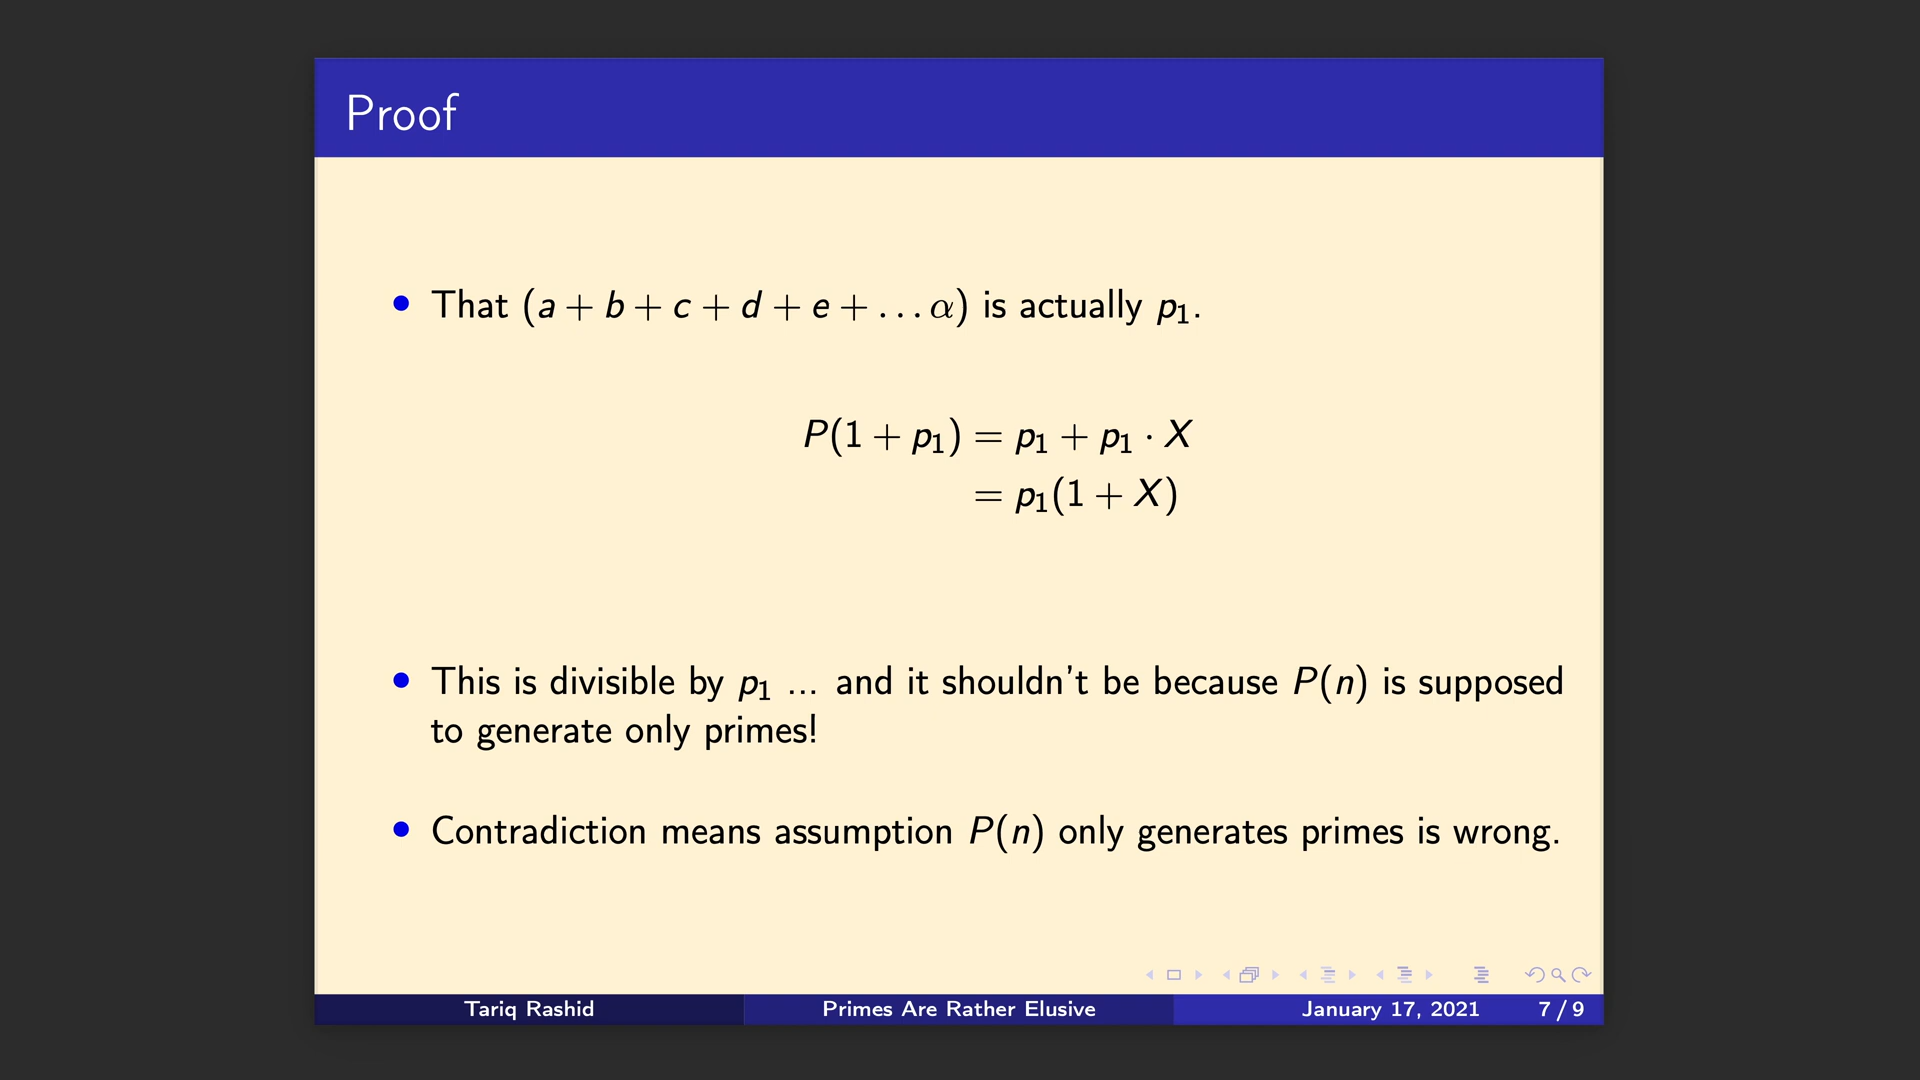 Proof
• That (a + b + c + d + e + . . . α) is actually p₁.
P(1 + p₁) = p₁ + p₁ · X
= p₁(1 + X)
• This is divisible by p₁ ... and it shouldn't be because P(n) is supposed
to generate only primes!
• Contradiction means assumption P(n) only generates primes is wrong.
Tariq Rashid Primes Are Rather Elusive January 17, 2021 7 / 9